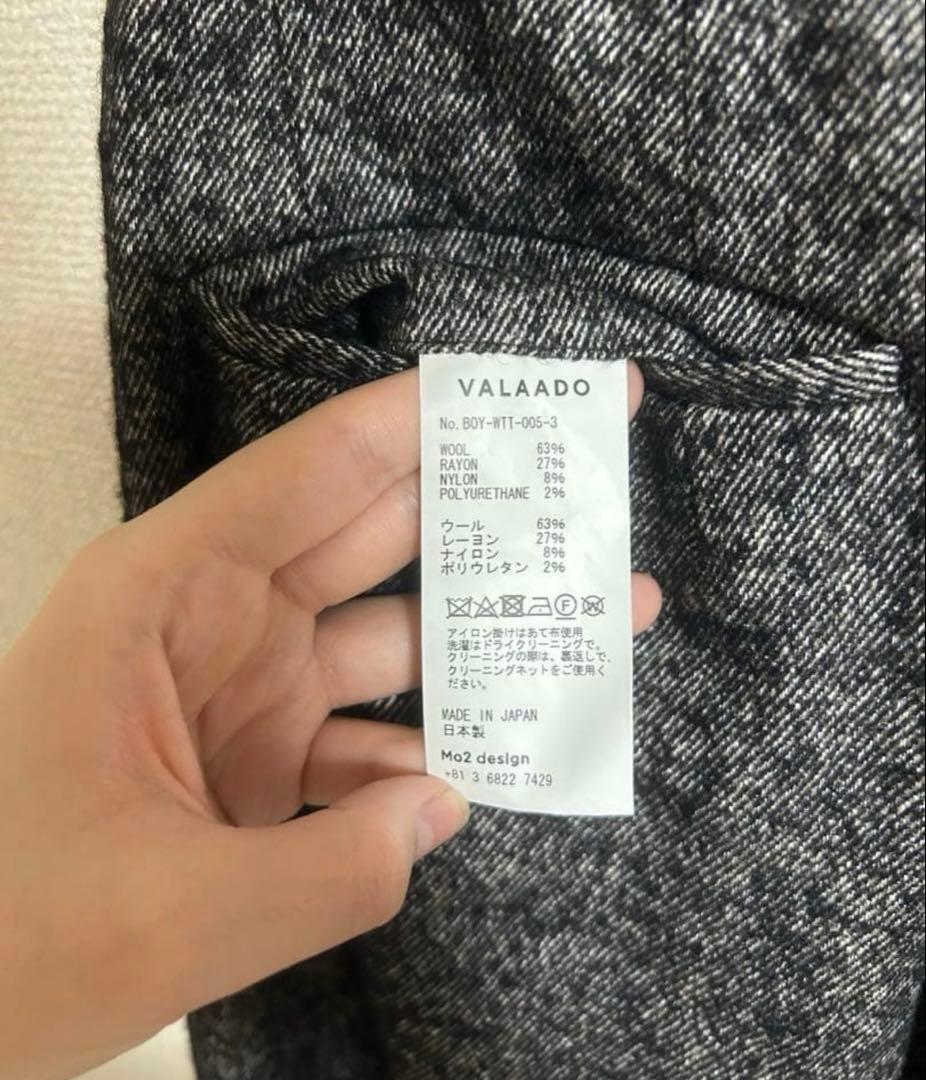 VALAADO
No. BOY-WTT-005-3
WOOL 63%
RAYON 27%
NYLON 8%
POLYURETHANE 2%
ウール 63%
レーヨン 27%
ナイロン 8%
ポリウレタン 2%
F W
アイロン掛けはあて布使用
洗濯はドライクリーニングで。
クリーニングの際は、裏返しで、
クリーニングネットをご使用く
ださい。
MADE IN JAPAN
日本製
Mo2 design
+81 3 6822 7429